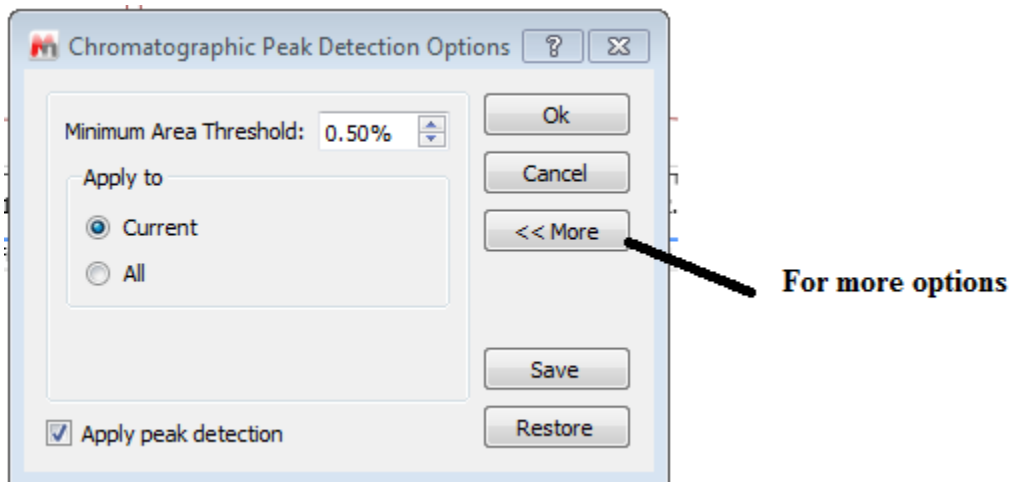 Chromatographic Peak Detection Options
Minimum Area Threshold: 0.50%
Ok
Apply to
Cancel
Current
<< More
All
For more options
Save
Apply peak detection
Restore